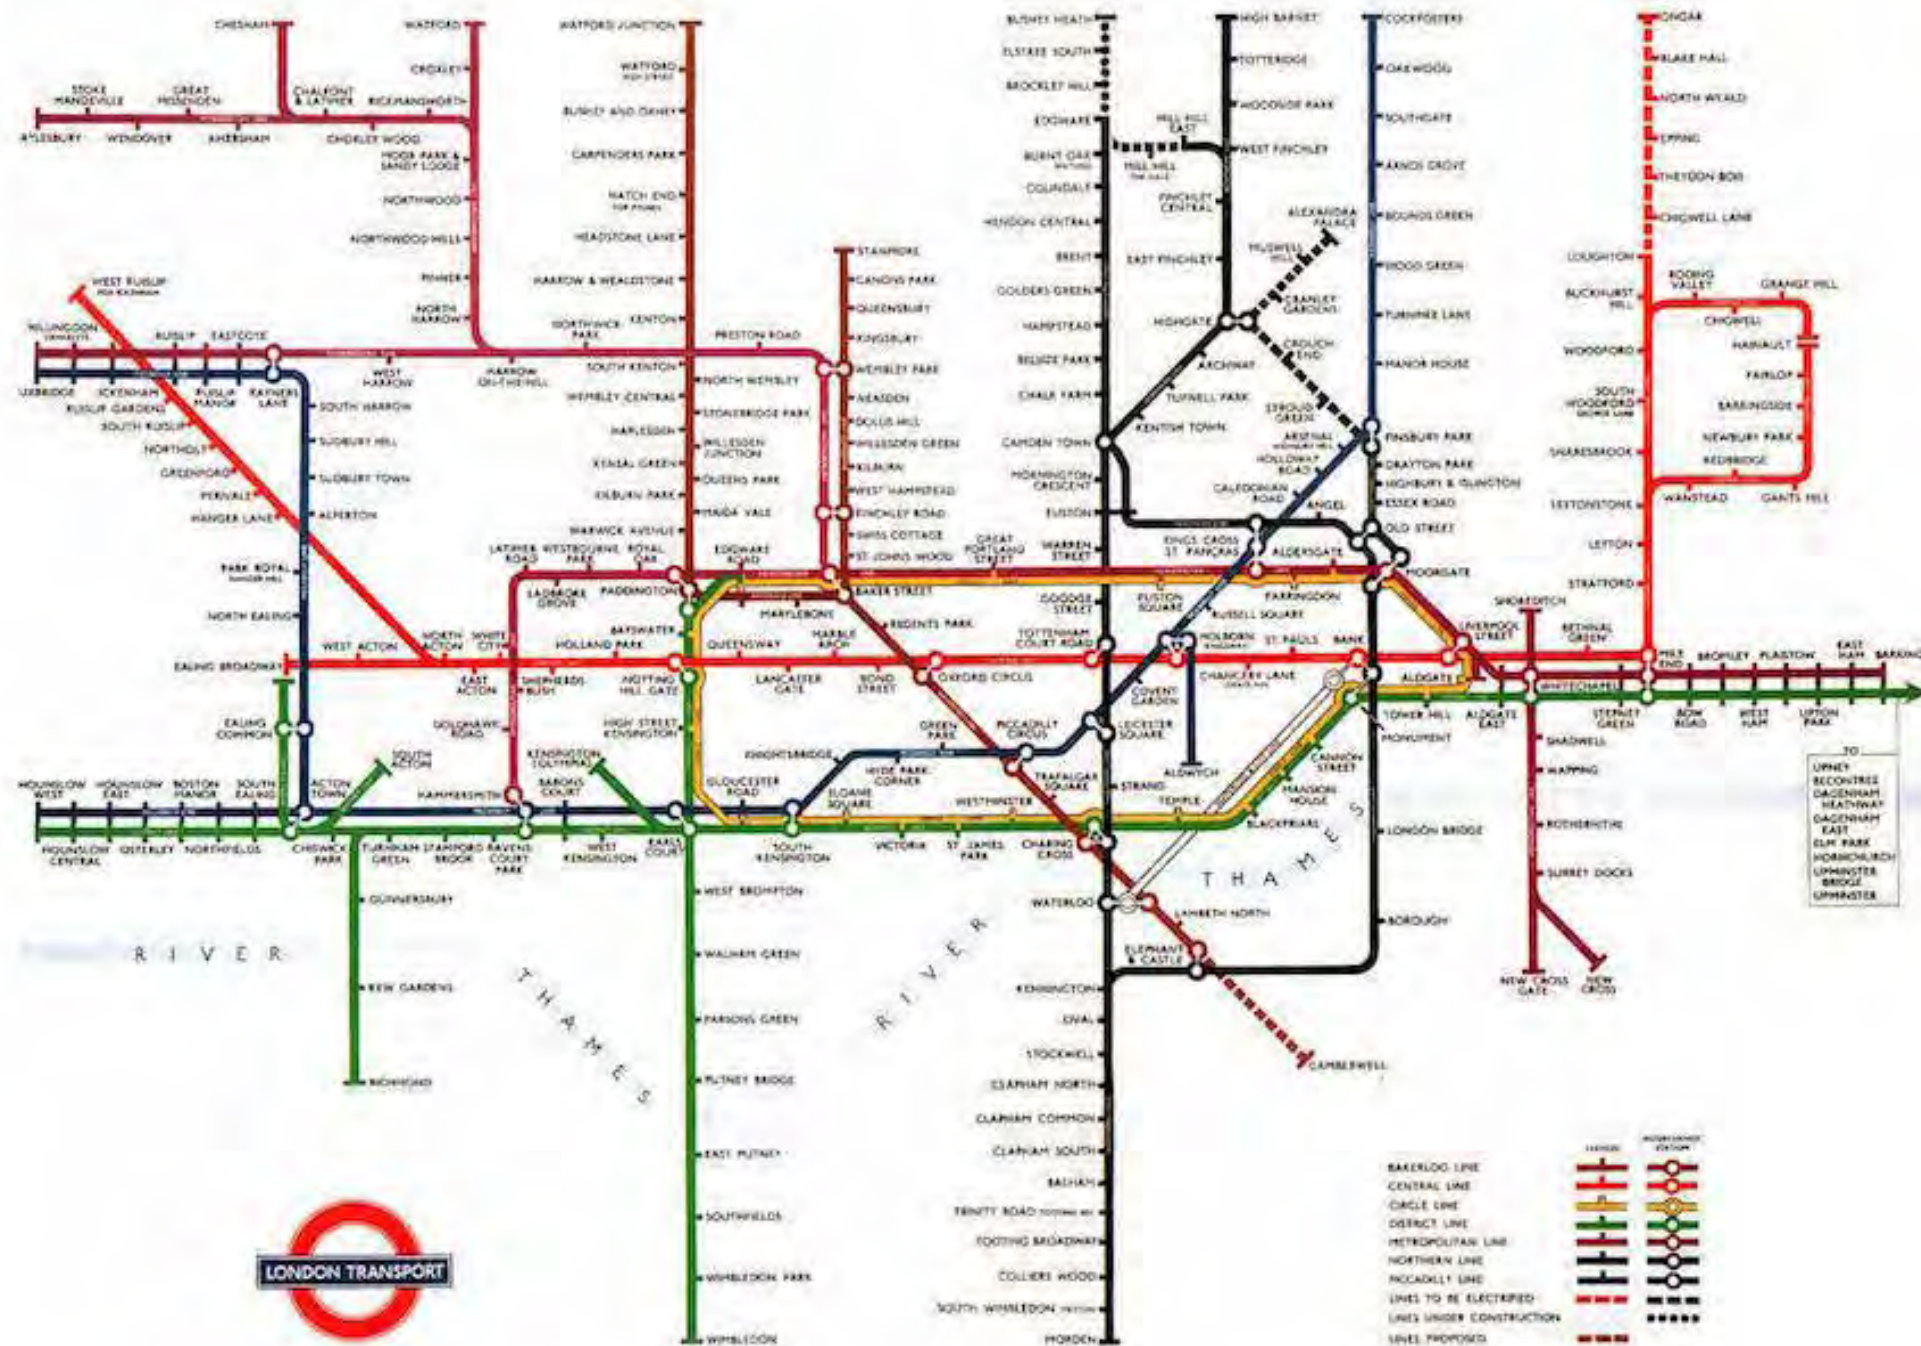 CHESHAM
WATFORD
CROXLEY
STOKE
MANDEVILLE
GREAT
MISSENDEN
CHALFONT
& LATIMER
RICKMANSWORTH
AYLESBURY
WENDOVER
AMERSHAM
CHORLEY WOOD
MOOR PARK &
SANDY LODGE
NORTHWOOD
NORTHWOOD HILLS
PINNER
NORTH
HARROW
WATFORD JUNCTION
WATFORD
HIGH STREET
BUSHEY AND OXHEY
CARPENDERS PARK
HATCH END
FOR PINNER
HEADSTONE LANE
HARROW & WEALDSTONE
KENTON
NORTHWICK
PARK
PRESTON ROAD
SOUTH KENTON
NORTH WEMBLEY
WEMBLEY CENTRAL
STONEBRIDGE PARK
HARLESDEN
WILLESDEN
JUNCTION
KENSAL GREEN
QUEENS PARK
KILBURN PARK
MAIDA VALE
WARWICK AVENUE
STANMORE
CANONS PARK
QUEENSBURY
KINGSBURY
WEMBLEY PARK
NEASDEN
DOLLIS HILL
WILLESDEN GREEN
KILBURN
WEST HAMPSTEAD
FINCHLEY ROAD
SWISS COTTAGE
ST JOHNS WOOD
BUSHEY HEATH
ELSTREE SOUTH
BROCKLEY HILL
EDGWARE
BURNT OAK
COLINDALE
HENDON CENTRAL
BRENT
GOLDERS GREEN
HAMPSTEAD
BELSIZE PARK
CHALK FARM
CAMDEN TOWN
MORNINGTON
CRESCENT
EUSTON
WARREN
STREET
GOODGE
STREET
TOTTENHAM
COURT ROAD
HIGH BARNET
TOTTERIDGE
WOODSIDE PARK
MILL HILL
EAST
MILL HILL
THE HALE
WEST FINCHLEY
FINCHLEY
CENTRAL
EAST FINCHLEY
HIGHGATE
ARCHWAY
TUFNELL PARK
KENTISH TOWN
ALEXANDRA
PALACE
MUSWELL
HILL
CRANLEY
GARDENS
CROUCH
END
STROUD
GREEN
COCKFOSTERS
OAKWOOD
SOUTHGATE
ARNOS GROVE
BOUNDS GREEN
WOOD GREEN
TURNPIKE LANE
MANOR HOUSE
FINSBURY PARK
ARSENAL
HOLLOWAY
ROAD
CALEDONIAN
ROAD
DRAYTON PARK
HIGHBURY & ISLINGTON
ESSEX ROAD
OLD STREET
ANGEL
KINGS CROSS
ST PANCRAS
ONGAR
BLAKE HALL
NORTH WEALD
EPPING
THEYDON BOIS
CHIGWELL LANE
LOUGHTON
BUCKHURST
HILL
RODING
VALLEY
GRANGE HILL
CHIGWELL
HAINAULT
FAIRLOP
BARKINGSIDE
NEWBURY PARK
REDBRIDGE
WANSTEAD
GANTS HILL
WOODFORD
SOUTH
WOODFORD
GEORGE LANE
SNARESBROOK
LEYTONSTONE
LEYTON
STRATFORD
WEST RUISLIP
FOR ICKENHAM
HILLINGDON
RUISLIP
EASTCOTE
UXBRIDGE
ICKENHAM
RUISLIP
MANOR
RAYNERS
LANE
WEST
HARROW
HARROW
ON-THE-HILL
RUISLIP GARDENS
SOUTH RUISLIP
NORTHOLT
GREENFORD
PERIVALE
HANGER LANE
SOUTH HARROW
SUDBURY HILL
SUDBURY TOWN
ALPERTON
PARK ROYAL
NORTH EALING
LATIMER
ROAD
WESTBOURNE
PARK
ROYAL
OAK
LADBROKE
GROVE
PADDINGTON
EDGWARE
ROAD
MARYLEBONE
BAKER STREET
GREAT
PORTLAND
STREET
EUSTON
SQUARE
FARRINGDON
ALDERSGATE
MOORGATE
RUSSELL SQUARE
REGENTS PARK
BAYSWATER
EALING BROADWAY
WEST ACTON
NORTH
ACTON
WHITE
CITY
EAST
ACTON
SHEPHERDS
BUSH
HOLLAND PARK
NOTTING
HILL GATE
QUEENSWAY
LANCASTER
GATE
MARBLE
ARCH
BOND
STREET
OXFORD CIRCUS
HOLBORN
KINGSWAY
CHANCERY LANE
ST. PAULS
BANK
LIVERPOOL
STREET
BETHNAL
GREEN
MILE
END
SHOREDITCH
ALDGATE
WHITECHAPEL
BROMLEY
PLAISTOW
EAST
HAM
BARKING
TOWER HILL
ALDGATE
EAST
STEPNEY
GREEN
BOW
ROAD
WEST
HAM
UPTON
PARK
MONUMENT
CANNON
STREET
MANSION
HOUSE
BLACKFRIARS
TEMPLE
GOLDHAWK
ROAD
HAMMERSMITH
HIGH STREET
KENSINGTON
KENSINGTON
(OLYMPIA)
BARONS
COURT
EALING
COMMON
SOUTH
ACTON
HOUNSLOW
WEST
HOUNSLOW
EAST
BOSTON
MANOR
SOUTH
EALING
ACTON
TOWN
HOUNSLOW
CENTRAL
OSTERLEY
NORTHFIELDS
CHISWICK
PARK
TURNHAM
GREEN
STAMFORD
BROOK
RAVENS
COURT
PARK
WEST
KENSINGTON
EARLS
COURT
GLOUCESTER
ROAD
SLOANE
SQUARE
SOUTH
KENSINGTON
VICTORIA
ST JAMES
PARK
WESTMINSTER
CHARING
CROSS
KNIGHTSBRIDGE
HYDE PARK
CORNER
GREEN
PARK
PICCADILLY
CIRCUS
TRAFALGAR
SQUARE
LEICESTER
SQUARE
COVENT
GARDEN
ALDWYCH
STRAND
WATERLOO
LAMBETH NORTH
ELEPHANT
& CASTLE
CAMBERWELL
LONDON BRIDGE
BOROUGH
KENNINGTON
OVAL
STOCKWELL
CLAPHAM NORTH
CLAPHAM COMMON
CLAPHAM SOUTH
BALHAM
TRINITY ROAD
TOOTING BROADWAY
COLLIERS WOOD
SOUTH WIMBLEDON
MORDEN
GUNNERSBURY
KEW GARDENS
RICHMOND
WEST BROMPTON
WALHAM GREEN
PARSONS GREEN
PUTNEY BRIDGE
EAST PUTNEY
SOUTHFIELDS
WIMBLEDON PARK
WIMBLEDON
SHADWELL
WAPPING
ROTHERHITHE
SURREY DOCKS
NEW CROSS
GATE
NEW
CROSS
TO
UPNEY
BECONTREE
DAGENHAM
HEATHWAY
DAGENHAM
EAST
ELM PARK
HORNCHURCH
UPMINSTER
BRIDGE
UPMINSTER
RIVER
THAMES
RIVER
THAMES
LONDON TRANSPORT
INTERCHANGE
STATION
BAKERLOO LINE
CENTRAL LINE
CIRCLE LINE
DISTRICT LINE
METROPOLITAN LINE
NORTHERN LINE
PICCADILLY LINE
LINES TO BE ELECTRIFIED
LINES UNDER CONSTRUCTION
LINES PROPOSED